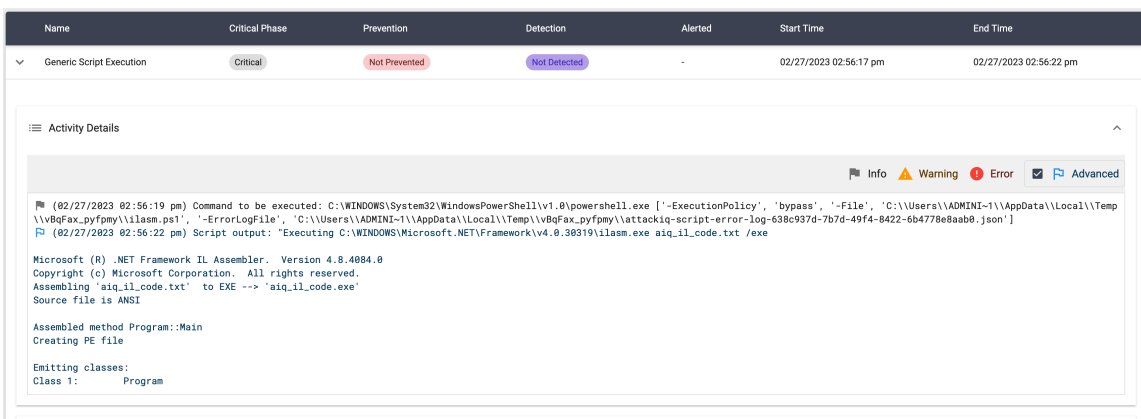 Name Critical Phase Prevention Detection Alerted Start Time End Time
Generic Script Execution Critical Not Prevented Not Detected - 02/27/2023 02:56:17 pm 02/27/2023 02:56:22 pm
Activity Details
Info Warning Error Advanced
(02/27/2023 02:56:19 pm) Command to be executed: C:\WINDOWS\System32\WindowsPowerShell\v1.0\powershell.exe ['-ExecutionPolicy', 'bypass', '-File', 'C:\\Users\\ADMINI~1\\AppData\\Local\\Temp
\\vBqFax_pyfpmy\\ilasm.ps1', '-ErrorLogFile', 'C:\\Users\\ADMINI~1\\AppData\\Local\\Temp\\vBqFax_pyfpmy\\attackiq-script-error-log-638c937d-7b7d-49f4-8422-6b4778e8aab0.json']
(02/27/2023 02:56:22 pm) Script output: "Executing C:\WINDOWS\Microsoft.NET\Framework\v4.0.30319\ilasm.exe aiq_il_code.txt /exe
Microsoft (R) .NET Framework IL Assembler.  Version 4.8.4084.0
Copyright (c) Microsoft Corporation.  All rights reserved.
Assembling 'aiq_il_code.txt'  to EXE --> 'aiq_il_code.exe'
Source file is ANSI
Assembled method Program::Main
Creating PE file
Emitting classes:
Class 1:       Program